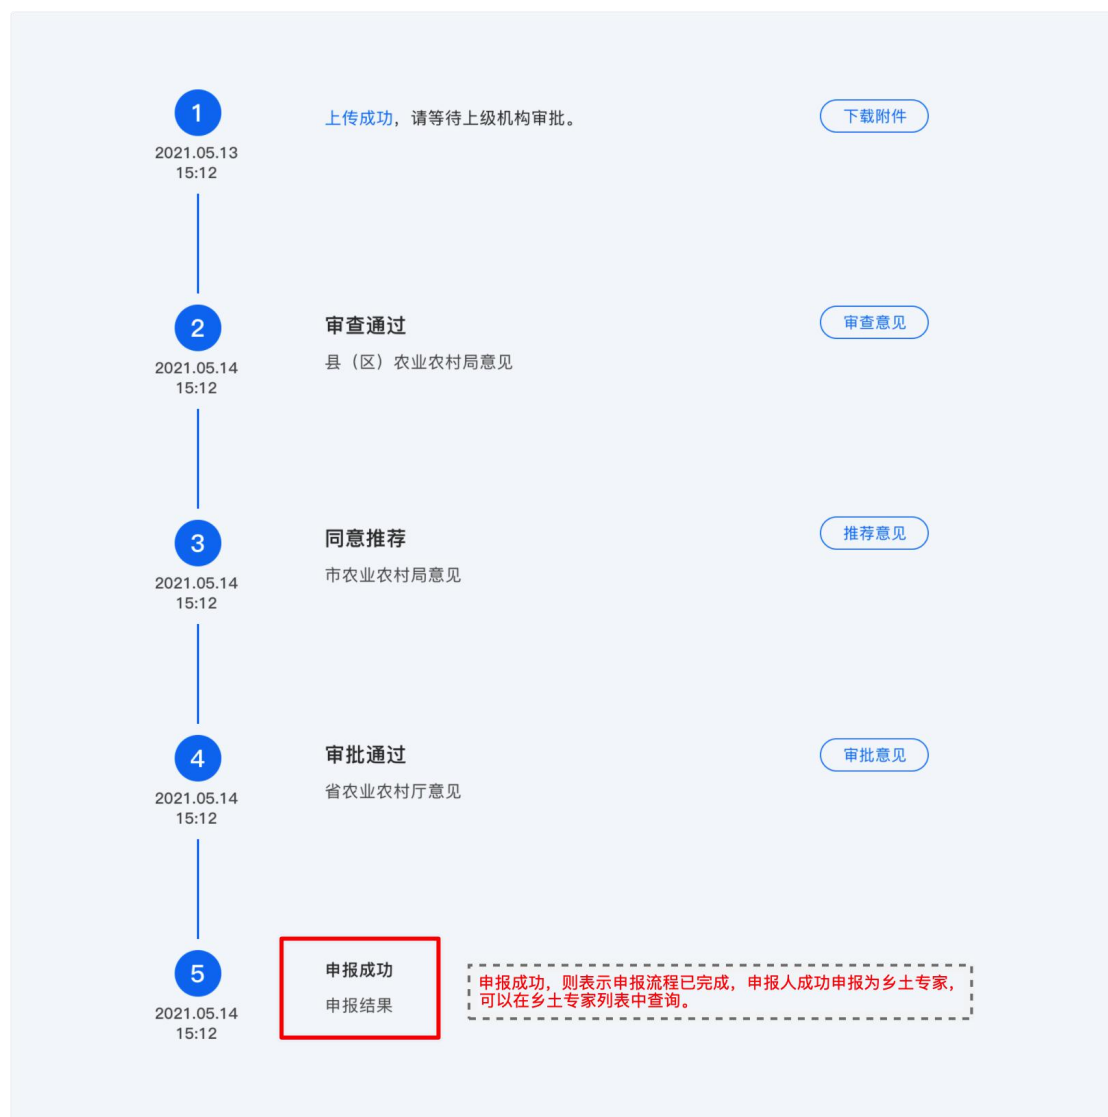 1
2021.05.13
15:12
上传成功，请等待上级机构审批。
下载附件
2
2021.05.14
15:12
审查通过
县（区）农业农村局意见
审查意见
3
2021.05.14
15:12
同意推荐
市农业农村局意见
推荐意见
4
2021.05.14
15:12
审批通过
省农业农村厅意见
审批意见
5
2021.05.14
15:12
申报成功
申报结果
申报成功，则表示申报流程已完成，申报人成功申报为乡土专家，
可以在乡土专家列表中查询。